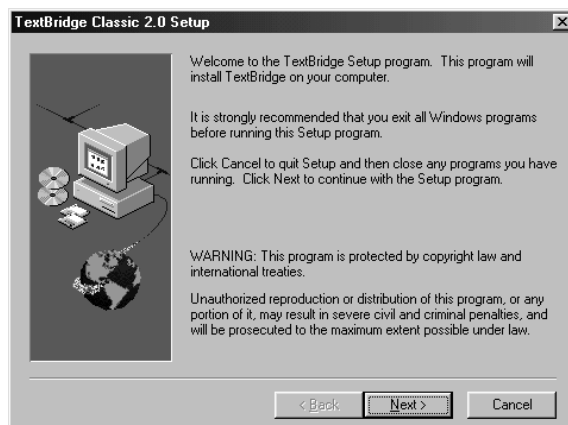 TextBridge Classic 2.0 Setup
Welcome to the TextBridge Setup program. This program will
install TextBridge on your computer.
It is strongly recommended that you exit all Windows programs
before running this Setup program.
Click Cancel to quit Setup and then close any programs you have
running. Click Next to continue with the Setup program.
WARNING: This program is protected by copyright law and
international treaties.
Unauthorized reproduction or distribution of this program, or any
portion of it, may result in severe civil and criminal penalties, and
will be prosecuted to the maximum extent possible under law.
< Back
Next >
Cancel